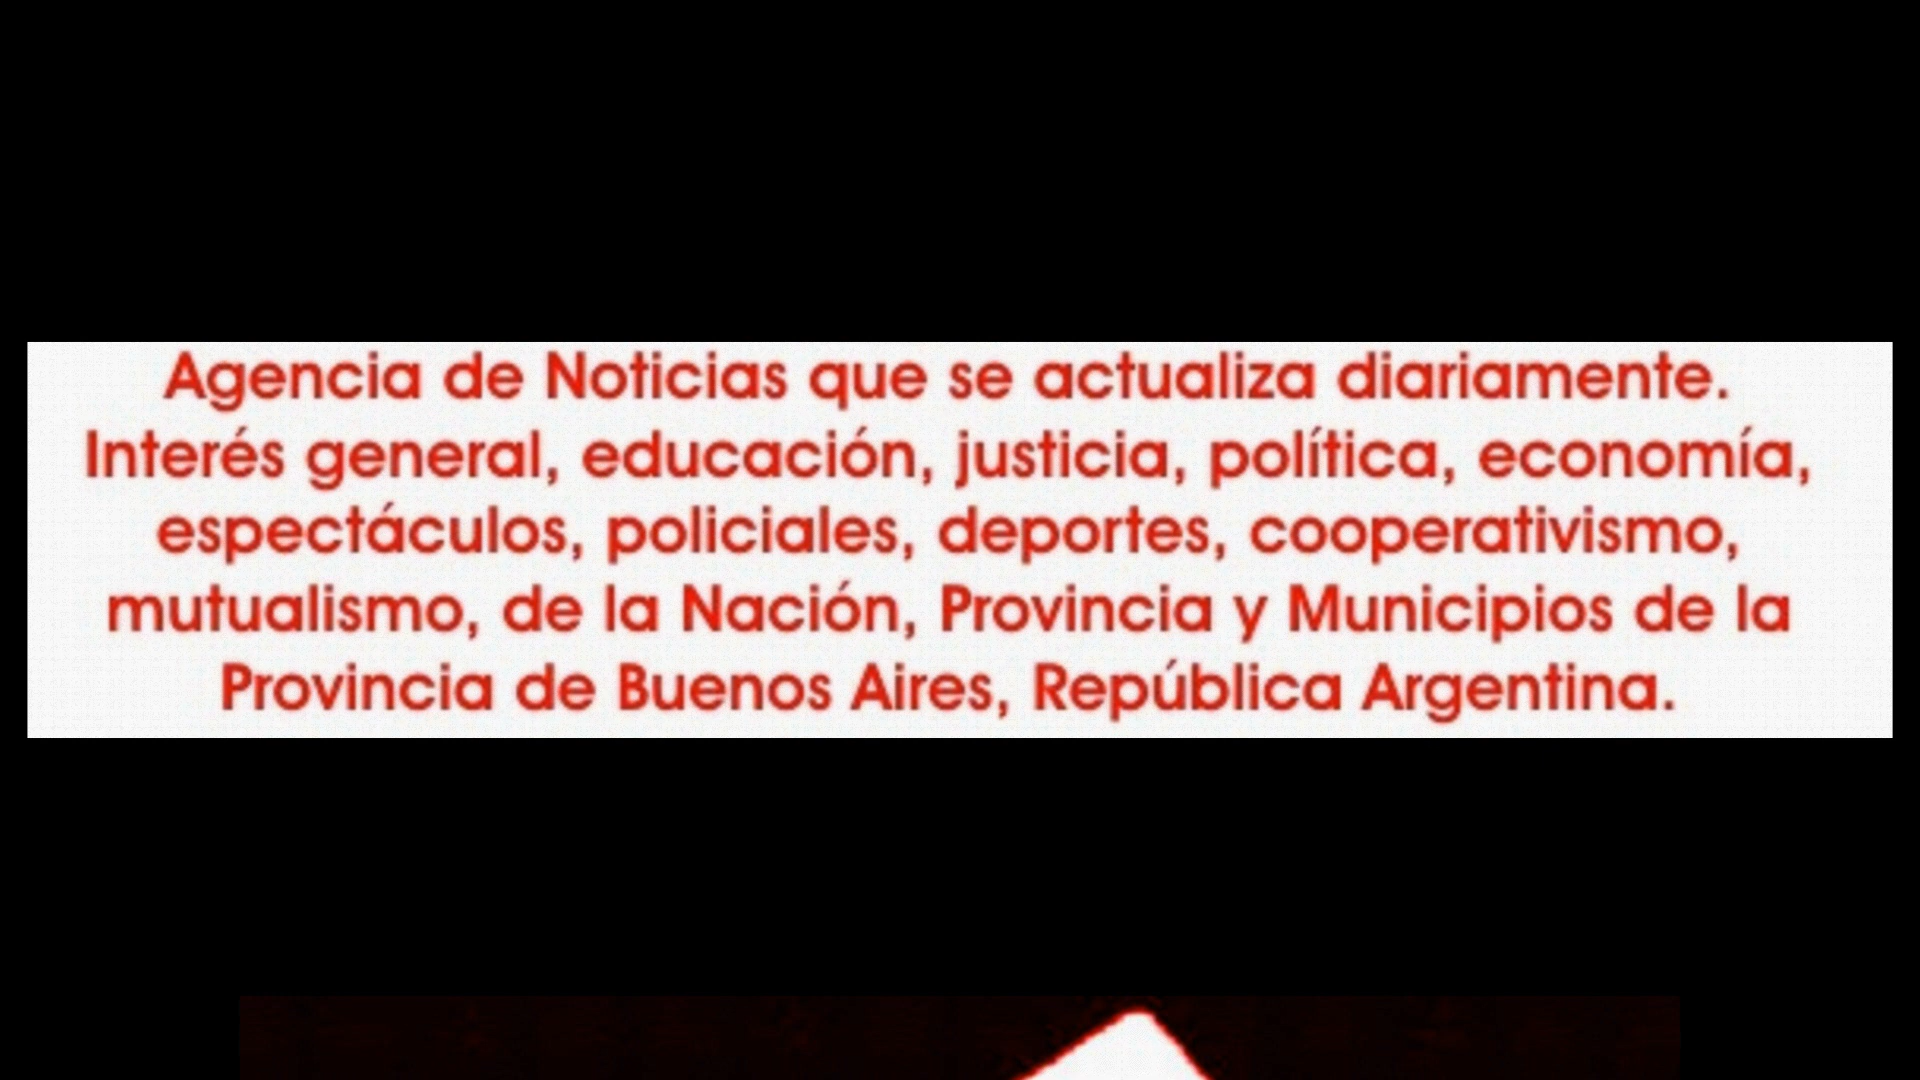 Agencia de Noticias que se actualiza diariamente.
Interés general, educación, justicia, política, economía,
espectáculos, policiales, deportes, cooperativismo,
mutualismo, de la Nación, Provincia y Municipios de la
Provincia de Buenos Aires, República Argentina.